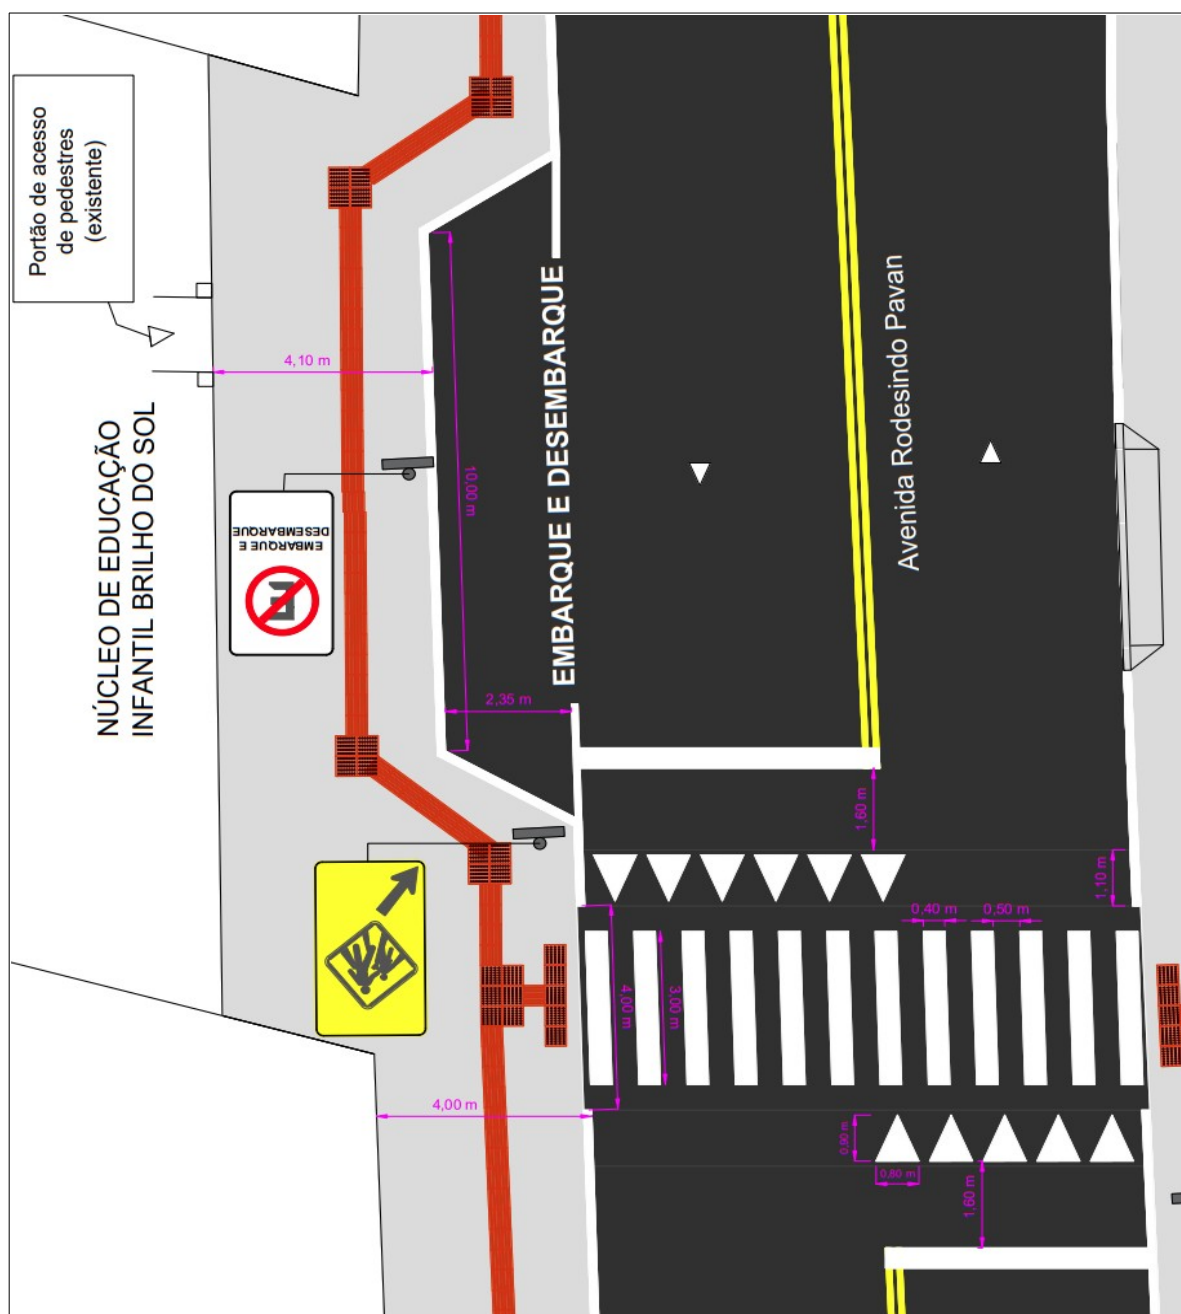 Portão de acesso
de pedestres
(existente)
4,10 m
NÚCLEO DE EDUCAÇÃO
INFANTIL BRILHO DO SOL
EMBARQUE E
DESEMBARQUE
E
10,00 m
EMBARQUE E DESEMBARQUE
Avenida Rodesindo Pavan
2,35 m
1,60 m
1,10 m
0,40 m
0,50 m
4,00 m
3,00 m
4,00 m
0,90 m
0,80 m
1,60 m